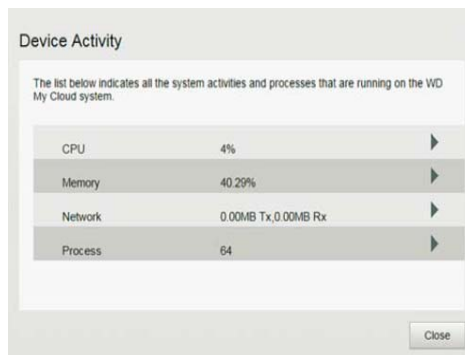 Device Activity
The list below indicates all the system activities and processes that are running on the WD
My Cloud system.
CPU 4%
Memory 40.29%
Network 0.00MB Tx,0.00MB Rx
Process 64
Close